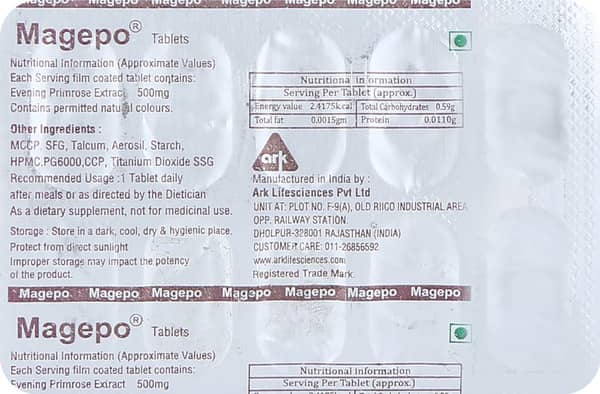 Magepo Magepo Magepo Magepo Magepo Magepo Magepo
Magepo® Tablets
Nutritional Information (Approximate Values)
Each Serving film coated tablet contains:
Evening Primrose Extract 500mg
Contains permitted natural colours.
Other Ingredients :
MCCP, SFG, Talcum, Aerosil, Starch,
HPMC.PG6000,CCP, Titanium Dioxide SSG
Recommended Usage :1 Tablet daily
after meals or as directed by the Dietician
As a dietary supplement, not for medicinal use.
Storage : Store in a dark, cool, dry & hygienic place.
Protect from direct sunlight
Improper storage may impact the potency
of the product.
Nutritional Information
Serving Per Tablet (approx.)
Energy value 2.4175kcal Total Carbohydrates 0.59g
Total fat 0.0015gm Protein 0.0110g
ark
Manufactured in India by :
Ark Lifesciences Pvt Ltd
UNIT AT: PLOT NO. F-9(A), OLD RIICO INDUSTRIAL AREA
OPP. RAILWAY STATION.
DHOLPUR-328001 RAJASTHAN (INDIA)
CUSTOMER CARE: 011-26856592
www.arklifesciences.com
Registered Trade Mark.
Magepo Magepo Magepo Magepo Magepo Magepo Magepo
Magepo® Tablets
Nutritional Information (Approximate Values)
Each Serving film coated tablet contains:
Evening Primrose Extract 500mg
Nutritional Information
Serving Per Tablet (approx.)